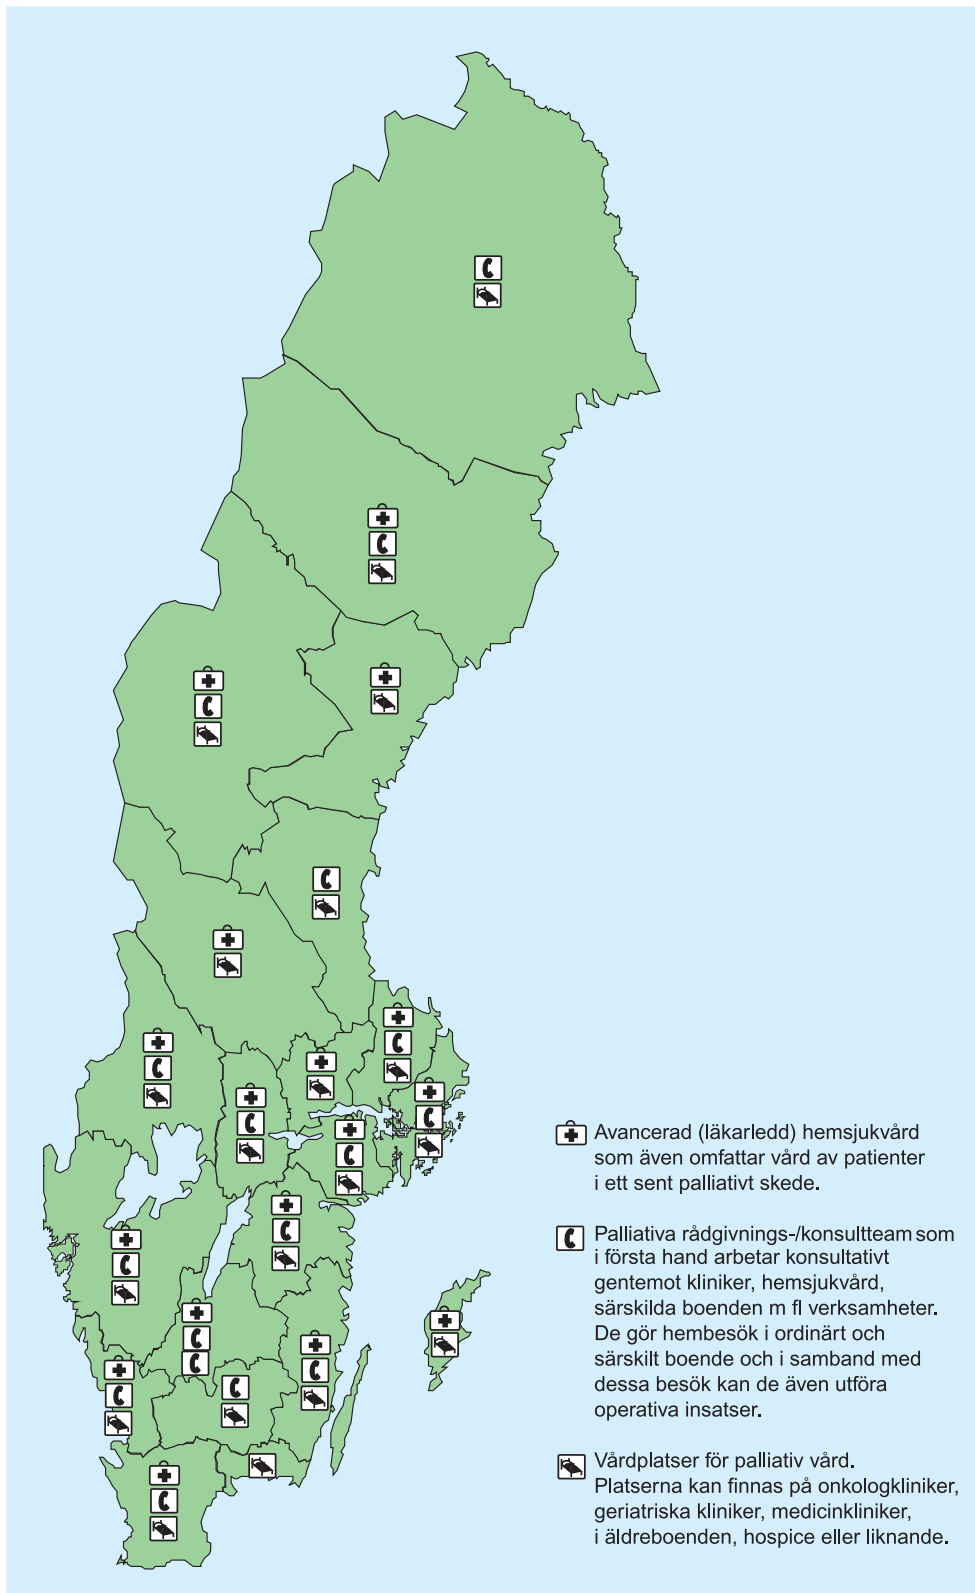 Avancerad (läkarledd) hemsjukvård
som även omfattar vård av patienter
i ett sent palliativt skede.
Palliativa rådgivnings-/konsultteam som
i första hand arbetar konsultativt
gentemot kliniker, hemsjukvård,
särskilda boenden m fl verksamheter.
De gör hembesök i ordinärt och
särskilt boende och i samband med
dessa besök kan de även utföra
operativa insatser.
Vårdplatser för palliativ vård.
Platserna kan finnas på onkologkliniker,
geriatriska kliniker, medicinkliniker,
i äldreboenden, hospice eller liknande.